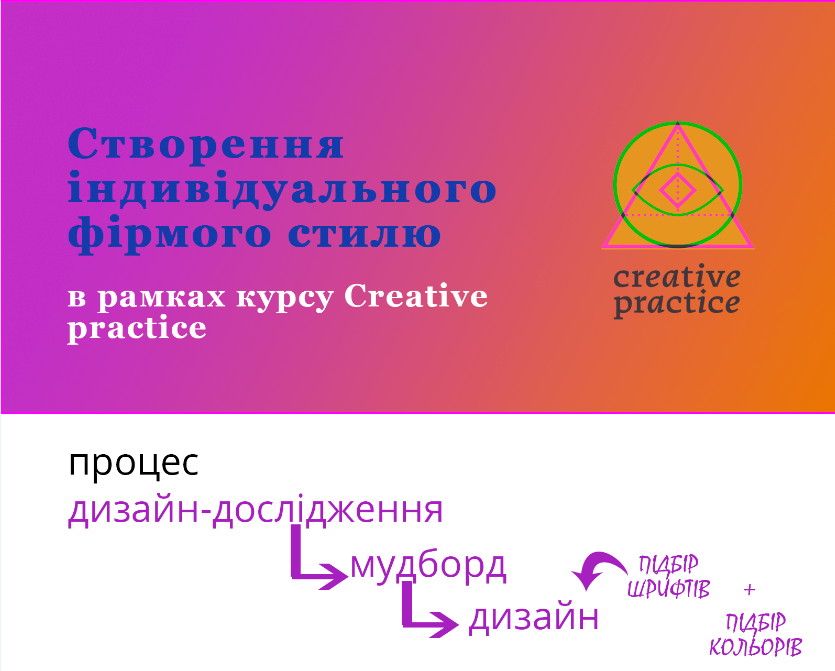 Створення
індивідуального
фірмого стилю
в рамках курсу Creative
practice
creative
practice
процес
дизайн-дослідження
мудборд
дизайн
ПІДБІР
ШРИФТІВ
+
ПІДБІР
КОЛЬОРІВ